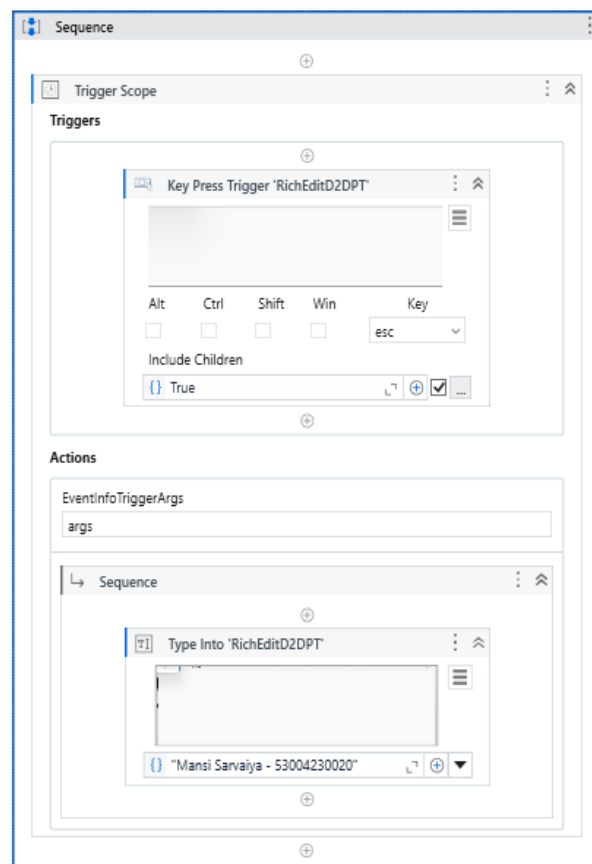 Sequence
Trigger Scope
Triggers
Key Press Trigger 'RichEditD2DPT'
Alt Ctrl Shift Win Key
esc
Include Children
{} True
...
Actions
EventInfoTriggerArgs
args
Sequence
TI Type Into 'RichEditD2DPT'
{} "Mansi Sarvaiya - 53004230020"